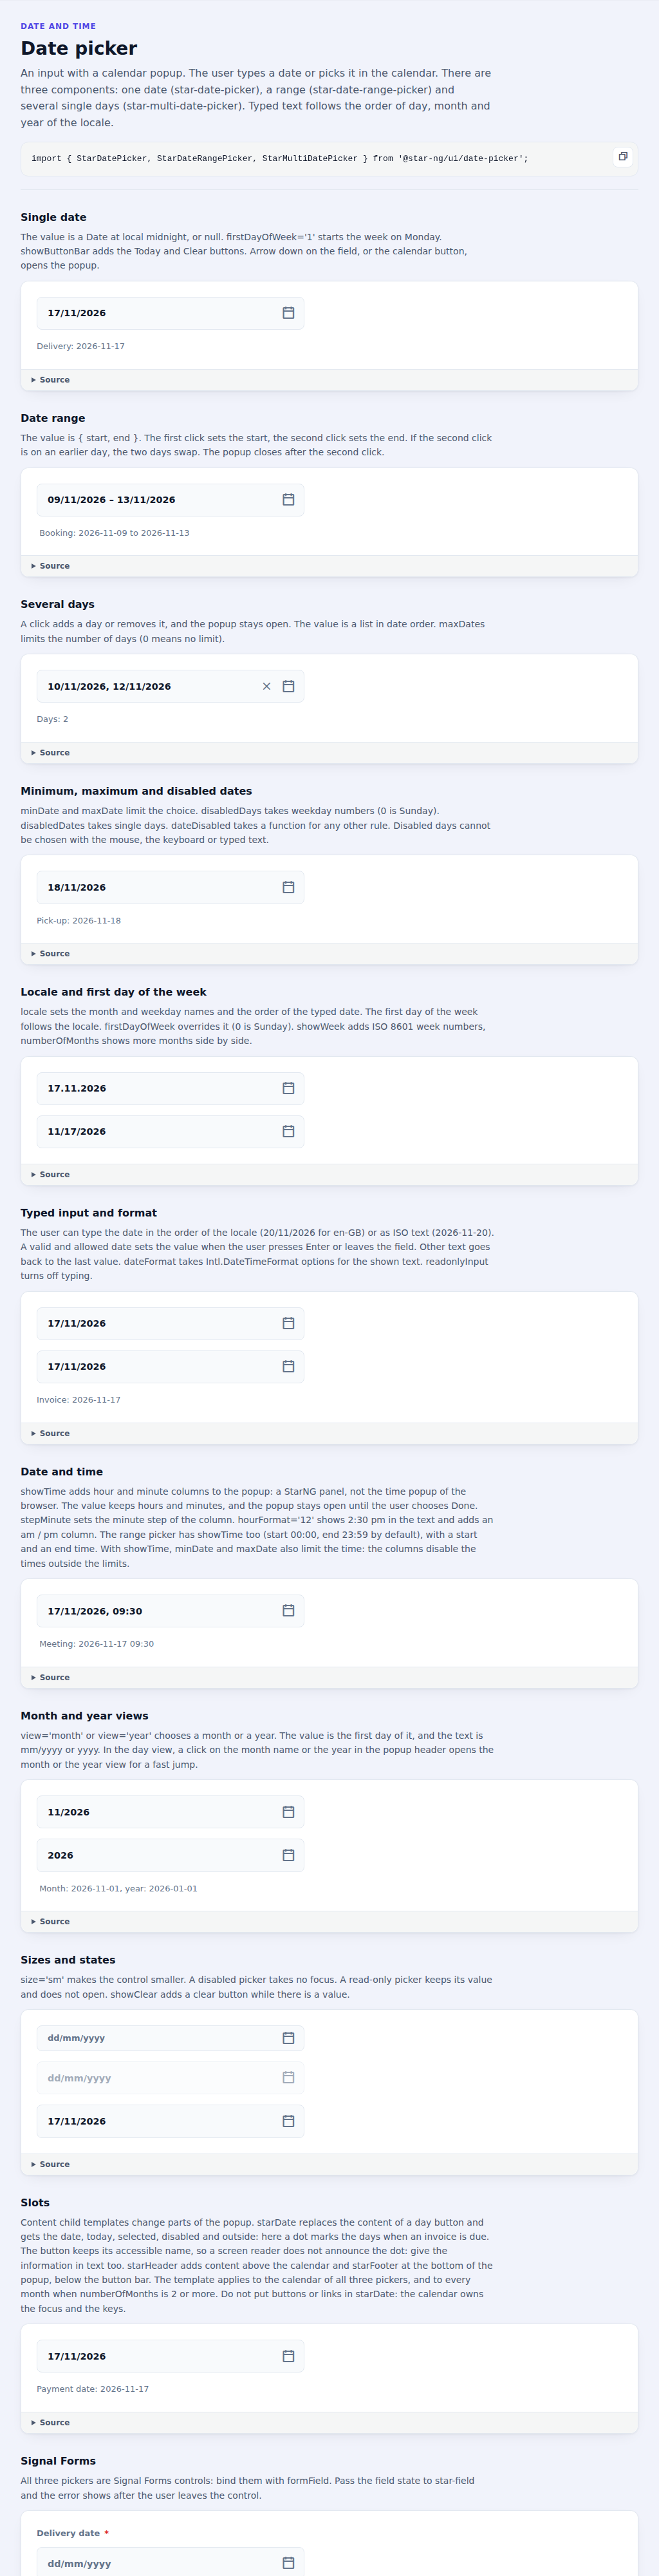 DATE AND TIME
Date picker
An input with a calendar popup. The user types a date or picks it in the calendar. There are
three components: one date (star-date-picker), a range (star-date-range-picker) and
several single days (star-multi-date-picker). Typed text follows the order of day, month and
year of the locale.
import { StarDatePicker, StarDateRangePicker, StarMultiDatePicker } from '@star-ng/ui/date-picker';
Single date
The value is a Date at local midnight, or null. firstDayOfWeek='1' starts the week on Monday.
showButtonBar adds the Today and Clear buttons. Arrow down on the field, or the calendar button,
opens the popup.
17/11/2026
Delivery: 2026-11-17
Source
Date range
The value is { start, end }. The first click sets the start, the second click sets the end. If the second click
is on an earlier day, the two days swap. The popup closes after the second click.
09/11/2026 – 13/11/2026
Booking: 2026-11-09 to 2026-11-13
Source
Several days
A click adds a day or removes it, and the popup stays open. The value is a list in date order. maxDates
limits the number of days (0 means no limit).
10/11/2026, 12/11/2026
Days: 2
Source
Minimum, maximum and disabled dates
minDate and maxDate limit the choice. disabledDays takes weekday numbers (0 is Sunday).
disabledDates takes single days. dateDisabled takes a function for any other rule. Disabled days cannot
be chosen with the mouse, the keyboard or typed text.
18/11/2026
Pick-up: 2026-11-18
Source
Locale and first day of the week
locale sets the month and weekday names and the order of the typed date. The first day of the week
follows the locale. firstDayOfWeek overrides it (0 is Sunday). showWeek adds ISO 8601 week numbers,
numberOfMonths shows more months side by side.
17.11.2026
11/17/2026
Source
Typed input and format
The user can type the date in the order of the locale (20/11/2026 for en-GB) or as ISO text (2026-11-20).
A valid and allowed date sets the value when the user presses Enter or leaves the field. Other text goes
back to the last value. dateFormat takes Intl.DateTimeFormat options for the shown text. readonlyInput
turns off typing.
17/11/2026
17/11/2026
Invoice: 2026-11-17
Source
Date and time
showTime adds hour and minute columns to the popup: a StarNG panel, not the time popup of the
browser. The value keeps hours and minutes, and the popup stays open until the user chooses Done.
stepMinute sets the minute step of the column. hourFormat='12' shows 2:30 pm in the text and adds an
am / pm column. The range picker has showTime too (start 00:00, end 23:59 by default), with a start
and an end time. With showTime, minDate and maxDate also limit the time: the columns disable the
times outside the limits.
17/11/2026, 09:30
Meeting: 2026-11-17 09:30
Source
Month and year views
view='month' or view='year' chooses a month or a year. The value is the first day of it, and the text is
mm/yyyy or yyyy. In the day view, a click on the month name or the year in the popup header opens the
month or the year view for a fast jump.
11/2026
2026
Month: 2026-11-01, year: 2026-01-01
Source
Sizes and states
size='sm' makes the control smaller. A disabled picker takes no focus. A read-only picker keeps its value
and does not open. showClear adds a clear button while there is a value.
dd/mm/yyyy
dd/mm/yyyy
17/11/2026
Source
Slots
Content child templates change parts of the popup. starDate replaces the content of a day button and
gets the date, today, selected, disabled and outside: here a dot marks the days when an invoice is due.
The button keeps its accessible name, so a screen reader does not announce the dot: give the
information in text too. starHeader adds content above the calendar and starFooter at the bottom of the
popup, below the button bar. The template applies to the calendar of all three pickers, and to every
month when numberOfMonths is 2 or more. Do not put buttons or links in starDate: the calendar owns
the focus and the keys.
17/11/2026
Payment date: 2026-11-17
Source
Signal Forms
All three pickers are Signal Forms controls: bind them with formField. Pass the field state to star-field
and the error shows after the user leaves the control.
Delivery date *
dd/mm/yyyy